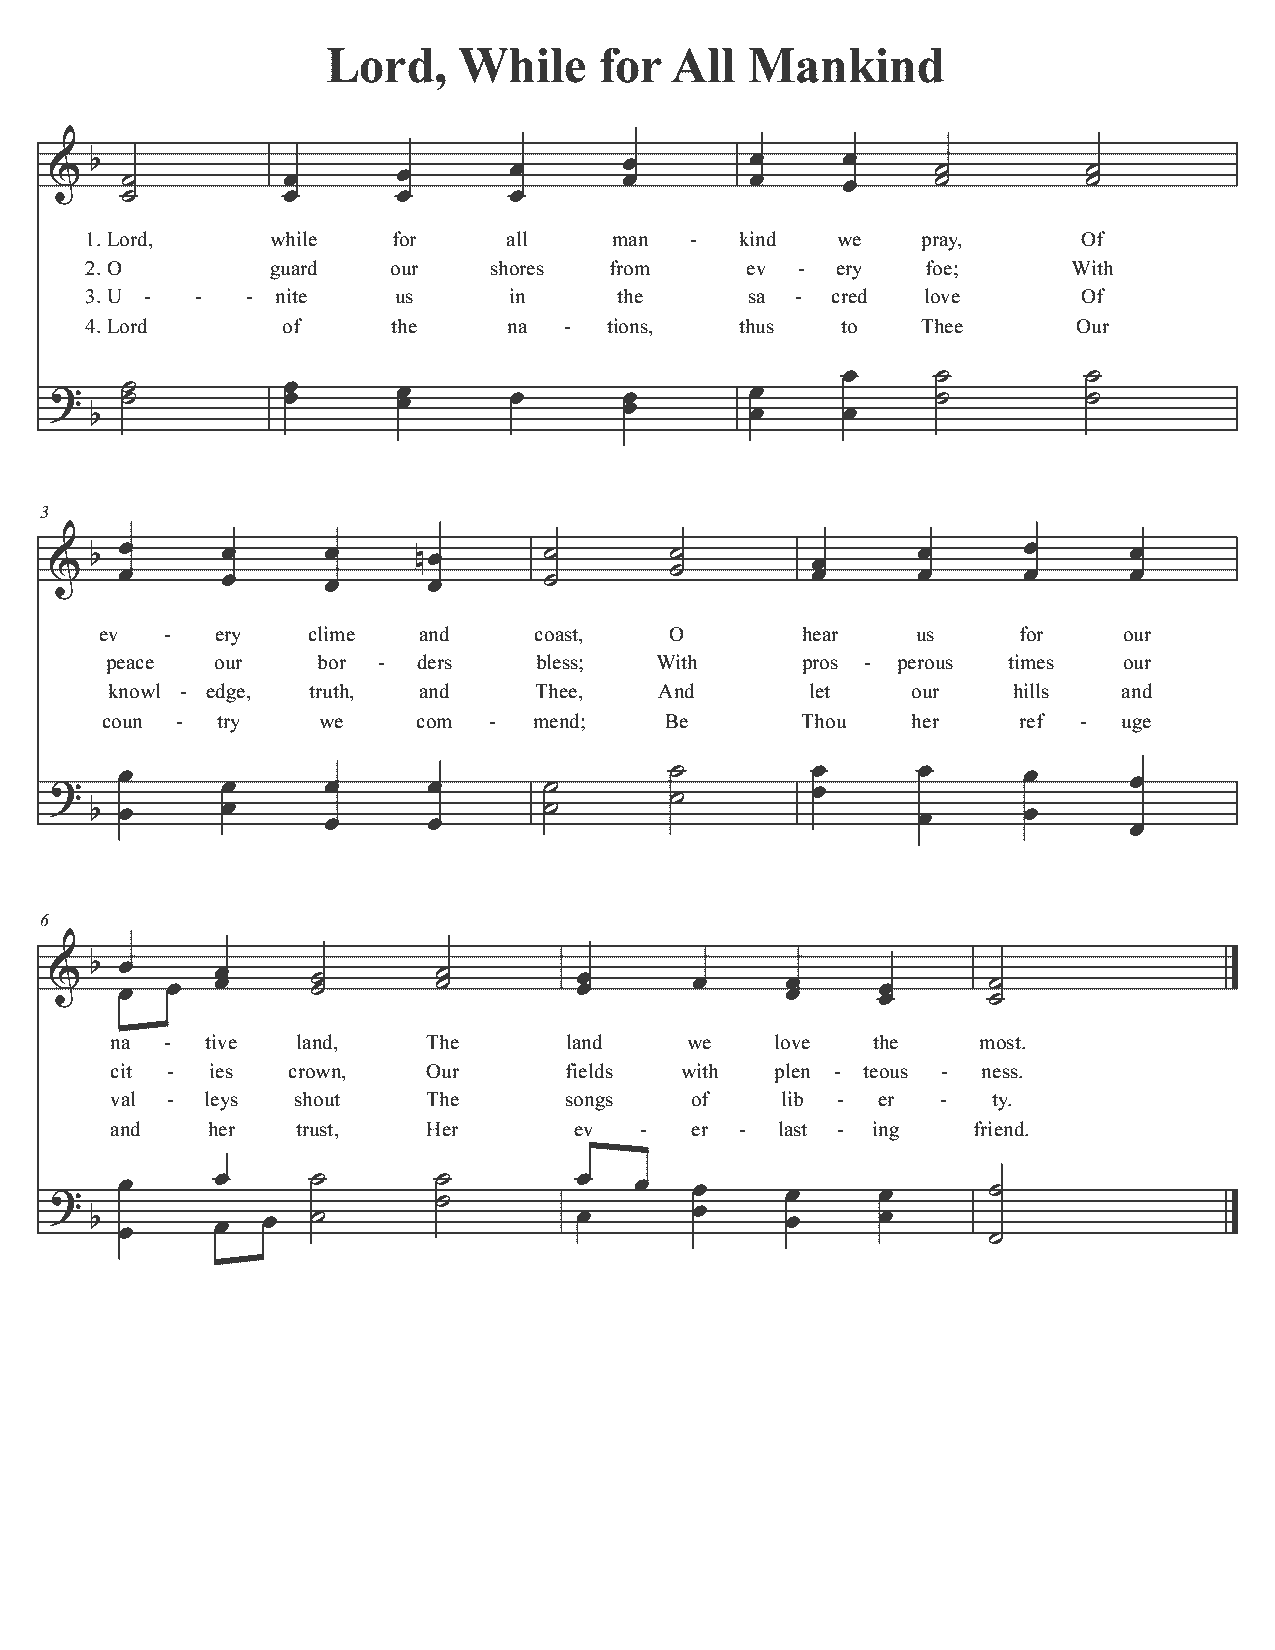 Lord, While for All Mankind
1. Lord, while for all man - kind we pray, Of
2. O guard our shores from ev - ery foe; With
3. U - - - nite us in the sa - cred love Of
4. Lord of the na - tions, thus to Thee Our
3
ev - ery clime and coast, O hear us for our
peace our bor - ders bless; With pros - perous times our
knowl - edge, truth, and Thee, And let our hills and
coun - try we com - mend; Be Thou her ref - uge
6
na - tive land, The land we love the most.
cit - ies crown, Our fields with plen - teous - ness.
val - leys shout The songs of lib - er - ty.
and her trust, Her ev - er - last - ing friend.